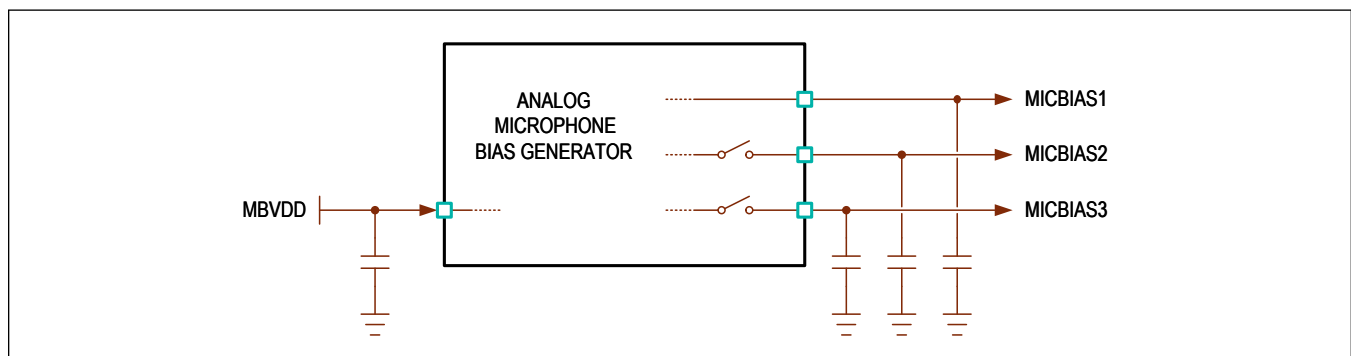 ANALOG
MICROPHONE
BIAS GENERATOR
MICBIAS1
MICBIAS2
MBVDD
MICBIAS3